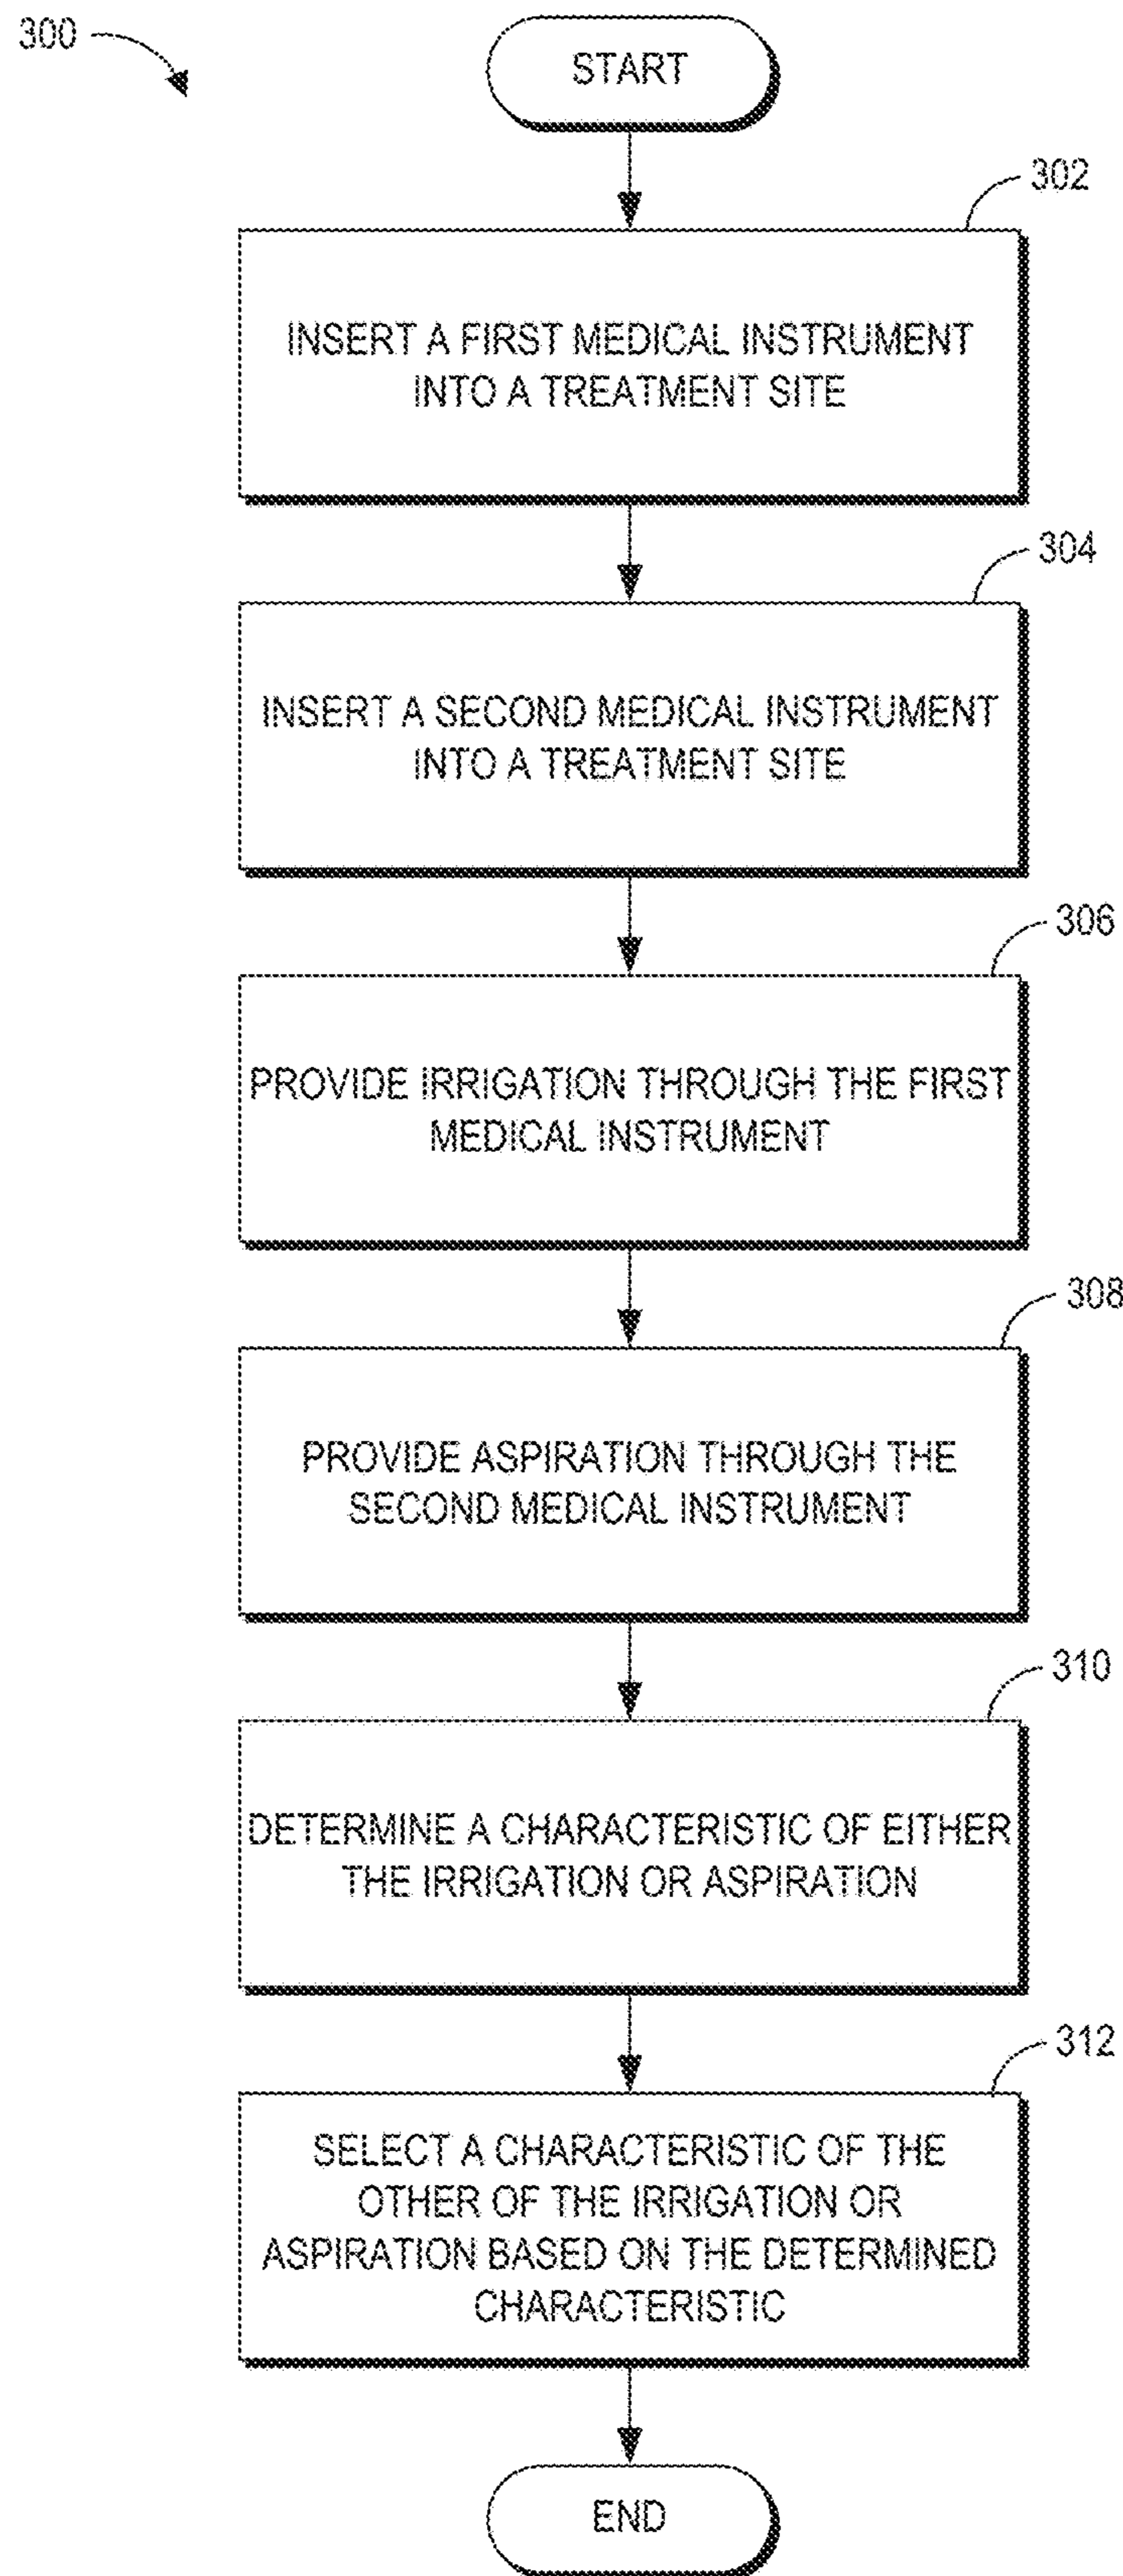 300
START
302
INSERT A FIRST MEDICAL INSTRUMENT
INTO A TREATMENT SITE
304
INSERT A SECOND MEDICAL INSTRUMENT
INTO A TREATMENT SITE
306
PROVIDE IRRIGATION THROUGH THE FIRST
MEDICAL INSTRUMENT
308
PROVIDE ASPIRATION THROUGH THE
SECOND MEDICAL INSTRUMENT
310
DETERMINE A CHARACTERISTIC OF EITHER
THE IRRIGATION OR ASPIRATION
312
SELECT A CHARACTERISTIC OF THE
OTHER OF THE IRRIGATION OR
ASPIRATION BASED ON THE DETERMINED
CHARACTERISTIC
END